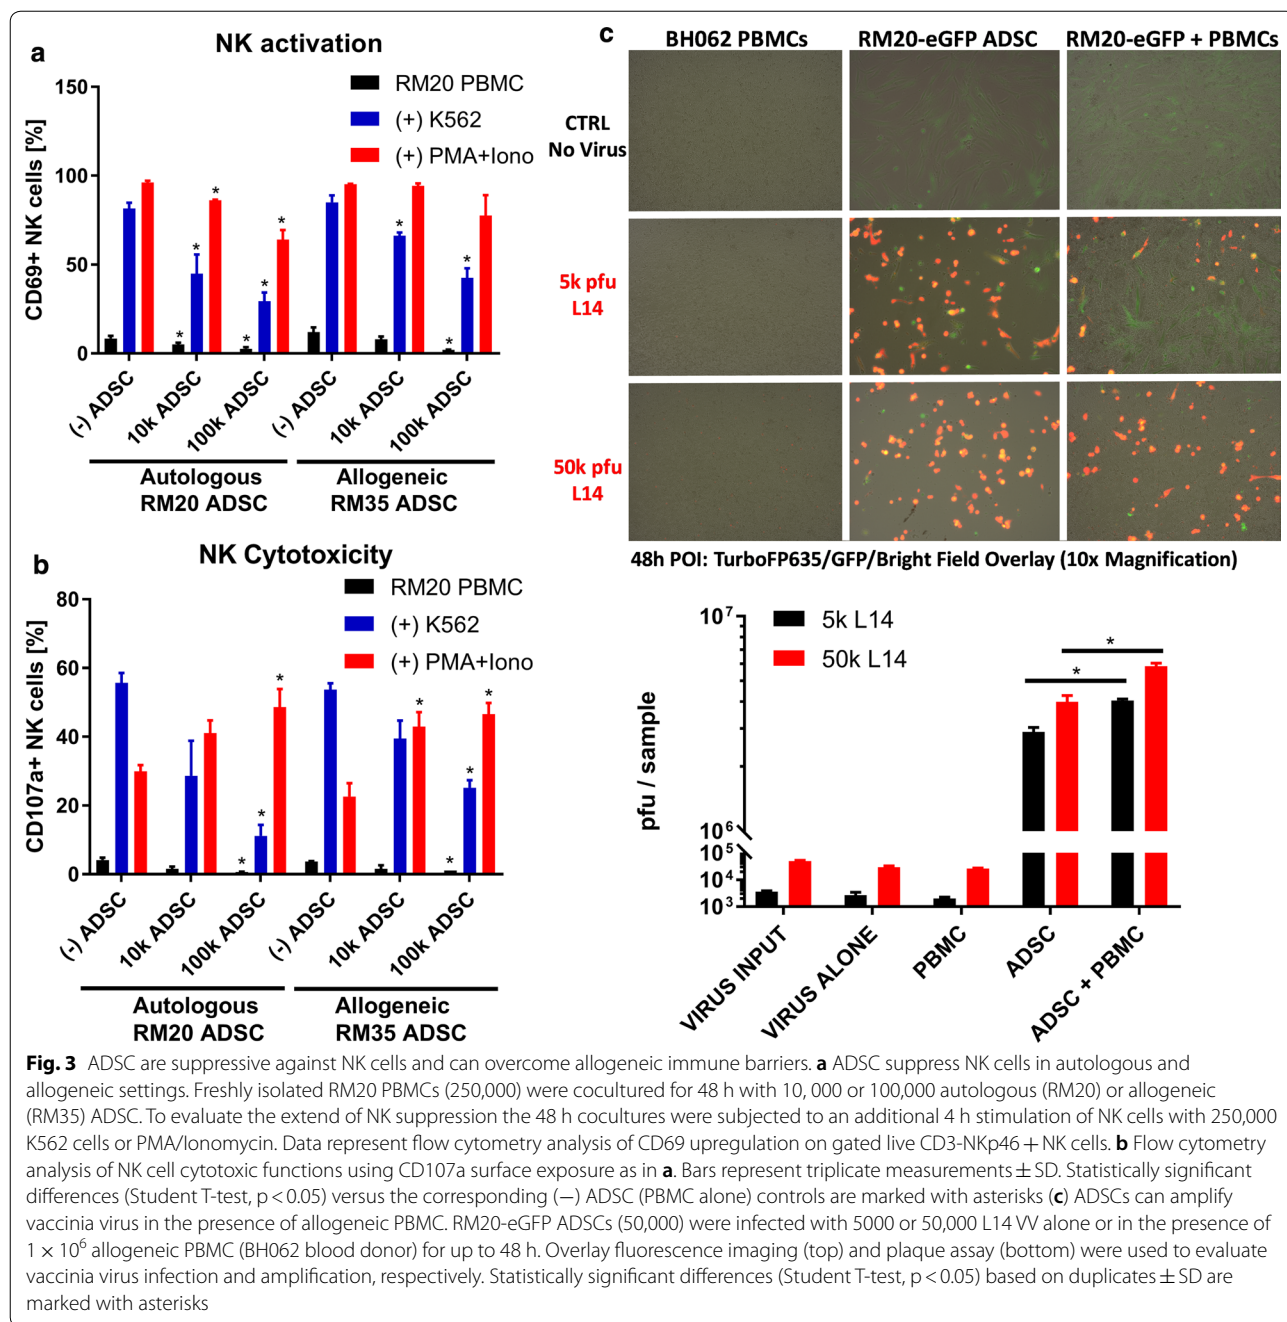 a
NK activation
RM20 PBMC
(+) K562
(+) PMA+Iono
CD69+ NK cells [%]
150
100
50
0
* * * * * * * * *
(-) ADSC
10k ADSC
100k ADSC
(-) ADSC
10k ADSC
100k ADSC
Autologous
RM20 ADSC
Allogeneic
RM35 ADSC
b
NK Cytotoxicity
RM20 PBMC
(+) K562
(+) PMA+Iono
CD107a+ NK cells [%]
80
60
40
20
0
* * * * * * *
(-) ADSC
10k ADSC
100k ADSC
(-) ADSC
10k ADSC
100k ADSC
Autologous
RM20 ADSC
Allogeneic
RM35 ADSC
c
BH062 PBMCs
RM20-eGFP ADSC
RM20-eGFP + PBMCs
CTRL
No Virus
5k pfu
L14
50k pfu
L14
48h POI: TurboFP635/GFP/Bright Field Overlay (10x Magnification)
5k L14
50k L14
pfu / sample
10⁷
10⁶
10⁵
10⁴
10³
*
*
VIRUS INPUT
VIRUS ALONE
PBMC
ADSC
ADSC + PBMC
Fig. 3 ADSC are suppressive against NK cells and can overcome allogeneic immune barriers. a ADSC suppress NK cells in autologous and
allogeneic settings. Freshly isolated RM20 PBMCs (250,000) were cocultured for 48 h with 10, 000 or 100,000 autologous (RM20) or allogeneic
(RM35) ADSC. To evaluate the extend of NK suppression the 48 h cocultures were subjected to an additional 4 h stimulation of NK cells with 250,000
K562 cells or PMA/Ionomycin. Data represent flow cytometry analysis of CD69 upregulation on gated live CD3-NKp46 + NK cells. b Flow cytometry
analysis of NK cell cytotoxic functions using CD107a surface exposure as in a. Bars represent triplicate measurements ± SD. Statistically significant
differences (Student T-test, p < 0.05) versus the corresponding (−) ADSC (PBMC alone) controls are marked with asterisks (c) ADSCs can amplify
vaccinia virus in the presence of allogeneic PBMC. RM20-eGFP ADSCs (50,000) were infected with 5000 or 50,000 L14 VV alone or in the presence of
1 × 10⁶ allogeneic PBMC (BH062 blood donor) for up to 48 h. Overlay fluorescence imaging (top) and plaque assay (bottom) were used to evaluate
vaccinia virus infection and amplification, respectively. Statistically significant differences (Student T-test, p < 0.05) based on duplicates ± SD are
marked with asterisks